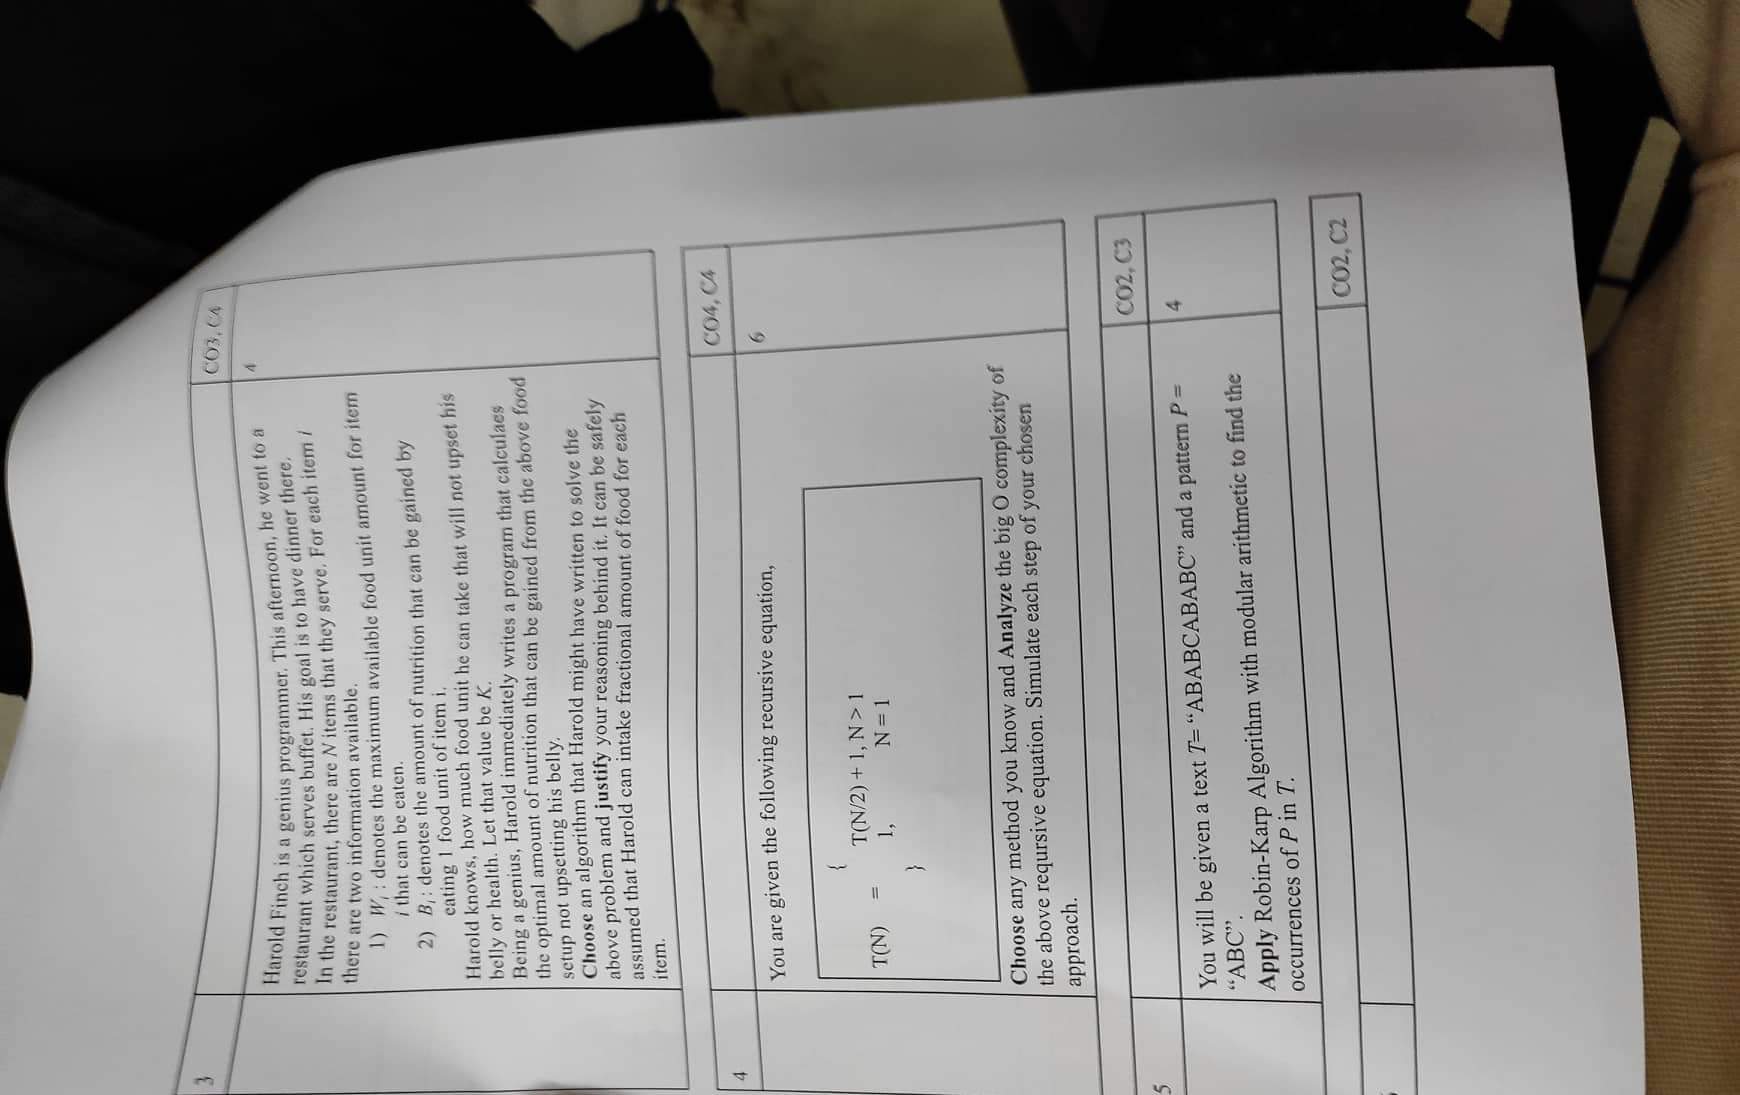 3
CO3, C4
Harold Finch is a genius programmer. This afternoon, he went to a
4
restaurant which serves buffet. His goal is to have dinner there.
In the restaurant, there are N items that they serve. For each item i
there are two information available.
1) Wi : denotes the maximum available food unit amount for item
i that can be eaten.
2) Bi : denotes the amount of nutrition that can be gained by
eating 1 food unit of item i.
Harold knows, how much food unit he can take that will not upset his
belly or health. Let that value be K.
Being a genius, Harold immediately writes a program that calculaes
the optimal amount of nutrition that can be gained from the above food
setup not upsetting his belly.
Choose an algorithm that Harold might have written to solve the
above problem and justify your reasoning behind it. It can be safely
assumed that Harold can intake fractional amount of food for each
item.
4
CO4, C4
You are given the following recursive equation,
6
{
T(N/2) + 1, N > 1
T(N) =
1, N = 1
}
Choose any method you know and Analyze the big O complexity of
the above reqursive equation. Simulate each step of your chosen
approach.
5
CO2, C3
You will be given a text T= “ABABCABABC” and a pattern P =
4
“ABC”.
Apply Robin-Karp Algorithm with modular arithmetic to find the
occurrences of P in T.
CO2, C2